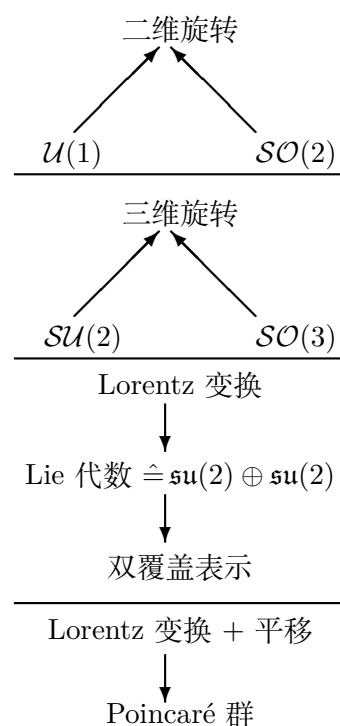 二维旋转
𝒰(1) 𝒮𝒪(2)
三维旋转
𝒮𝒰(2) 𝒮𝒪(3)
Lorentz 变换
Lie 代数 ≙ 𝔰𝔲(2) ⊕ 𝔰𝔲(2)
双覆盖表示
Lorentz 变换 + 平移
Poincaré 群